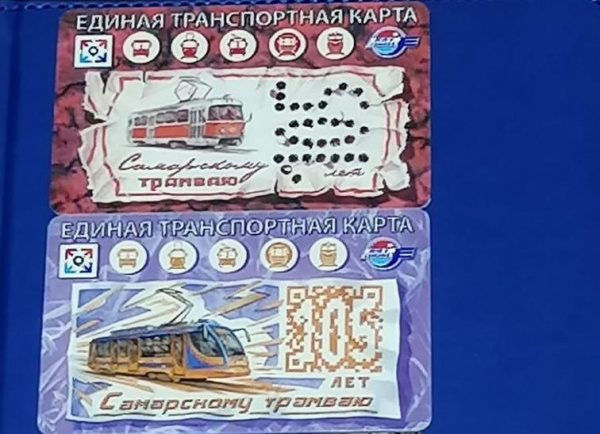 ЕДИНАЯ ТРАНСПОРТНАЯ КАРТА
Самарскому
трамваю
лет
ЕДИНАЯ ТРАНСПОРТНАЯ КАРТА
105
ЛЕТ
Самарскому трамваю